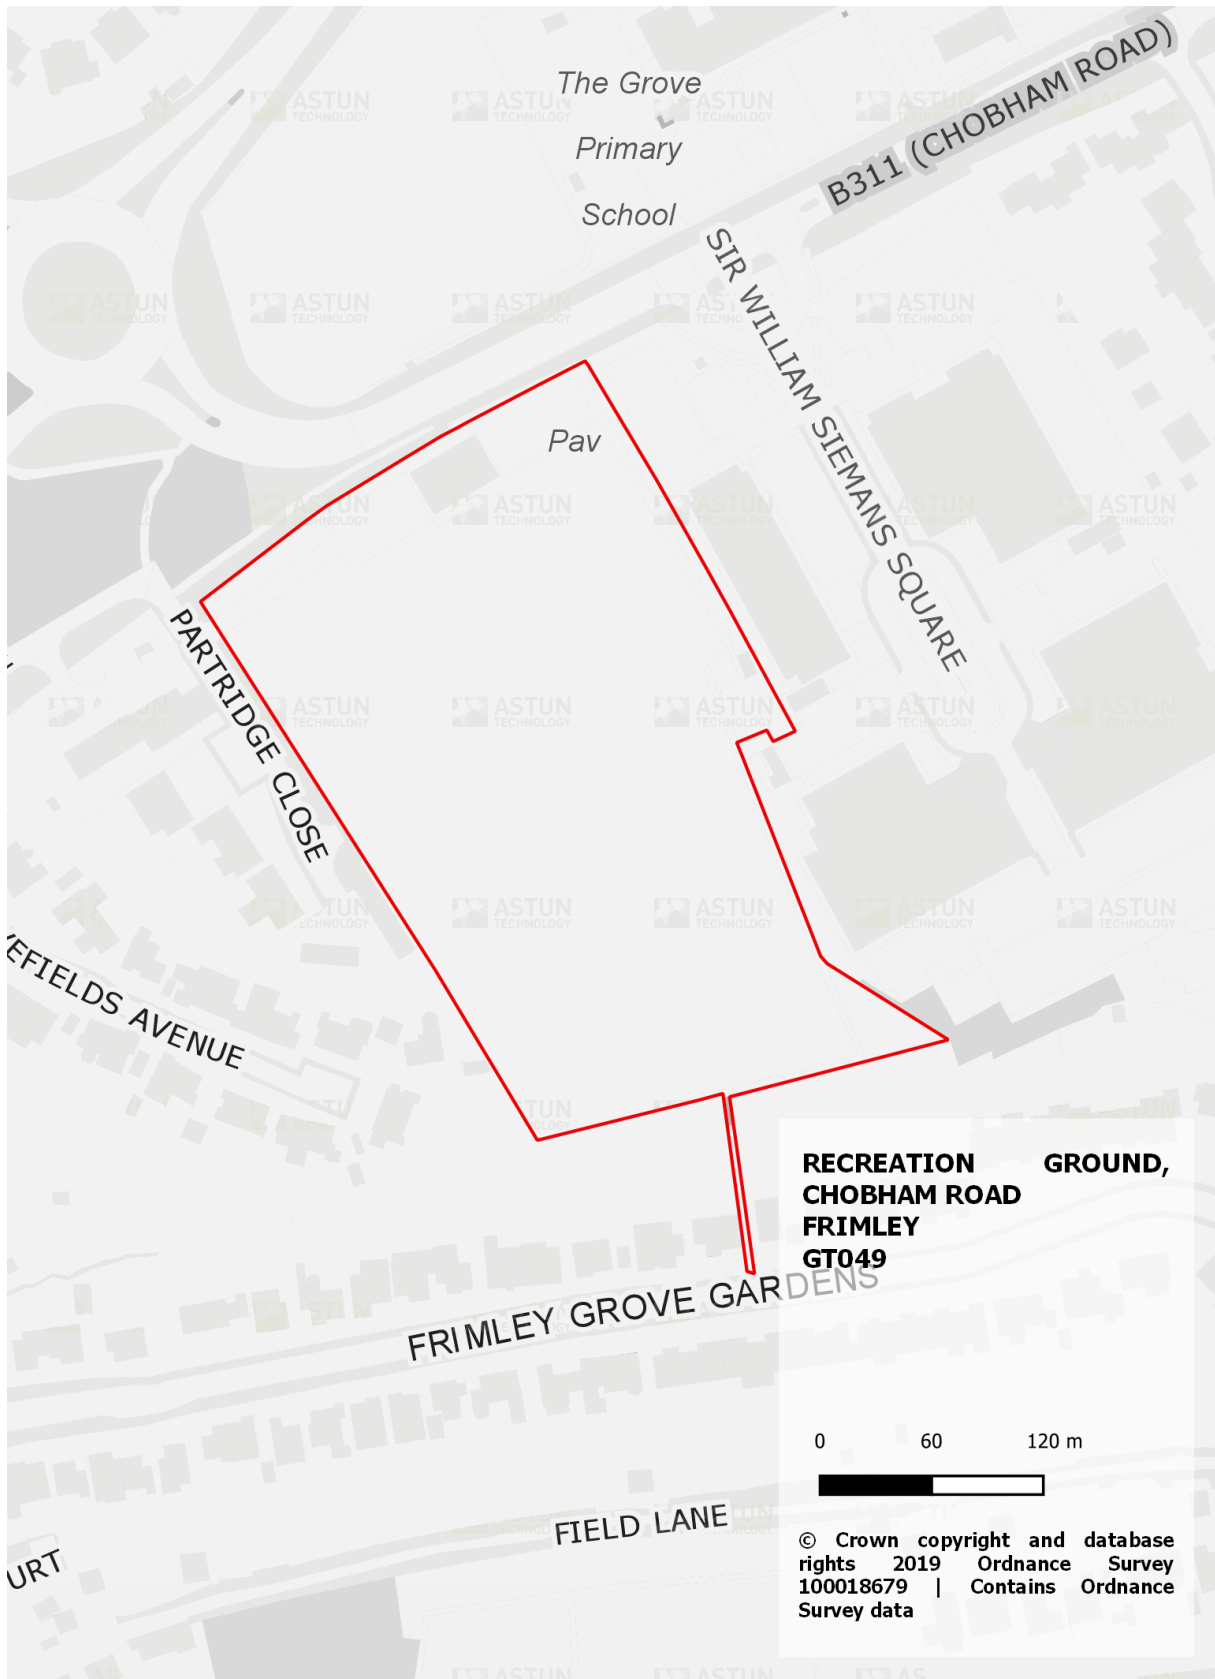 The Grove
Primary
School
B311 (CHOBHAM ROAD)
SIR WILLIAM SIEMANS SQUARE
Pav
PARTRIDGE CLOSE
EFIELDS AVENUE
RECREATION GROUND,
CHOBHAM ROAD
FRIMLEY
GT049
FRIMLEY GROVE GARDENS
0 60 120 m
FIELD LANE
URT
© Crown copyright and database
rights 2019 Ordnance Survey
100018679 | Contains Ordnance
Survey data
ASTUN
TECHNOLOGY